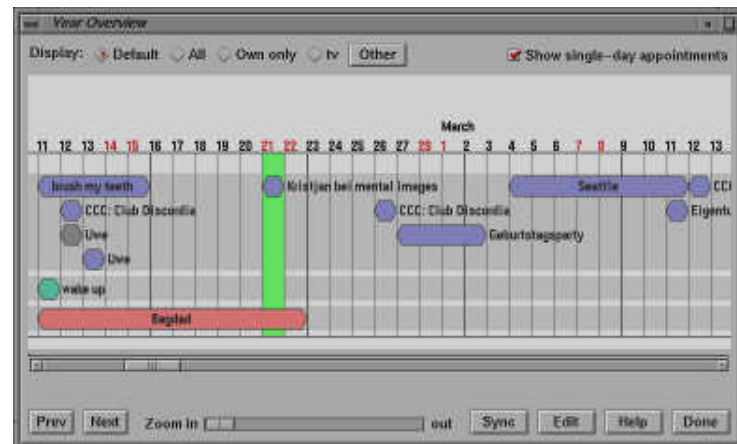 Year Overview
Display: Default All Own only tv Other Show single-day appointments
March
11 12 13 14 15 16 17 18 19 20 21 22 23 24 25 26 27 28 1 2 3 4 5 6 7 8 9 10 11 12 13
brush my teeth Kristjan bei mental images Seattle CC
CCC: Club Discordia CCC: Club Discordia Eigent
Uwe Geburtstagsparty
Uwe
wake up
Bagdad
Prev Next Zoom in out Sync Edit Help Done